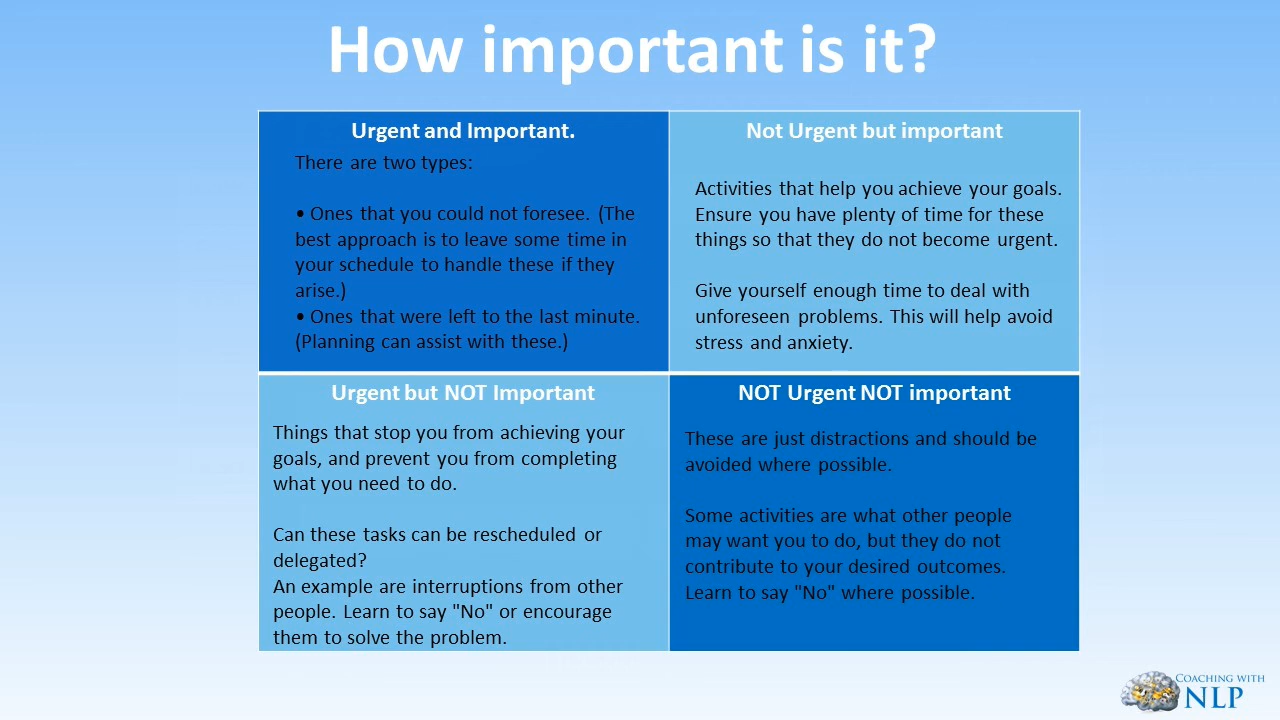 How important is it?
Urgent and Important.
There are two types:
• Ones that you could not foresee. (The
best approach is to leave some time in
your schedule to handle these if they
arise.)
• Ones that were left to the last minute.
(Planning can assist with these.)
Not Urgent but important
Activities that help you achieve your goals.
Ensure you have plenty of time for these
things so that they do not become urgent.
Give yourself enough time to deal with
unforeseen problems. This will help avoid
stress and anxiety.
Urgent but NOT Important
Things that stop you from achieving your
goals, and prevent you from completing
what you need to do.
Can these tasks can be rescheduled or
delegated?
An example are interruptions from other
people. Learn to say "No" or encourage
them to solve the problem.
NOT Urgent NOT important
These are just distractions and should be
avoided where possible.
Some activities are what other people
may want you to do, but they do not
contribute to your desired outcomes.
Learn to say "No" where possible.
COACHING WITH
NLP